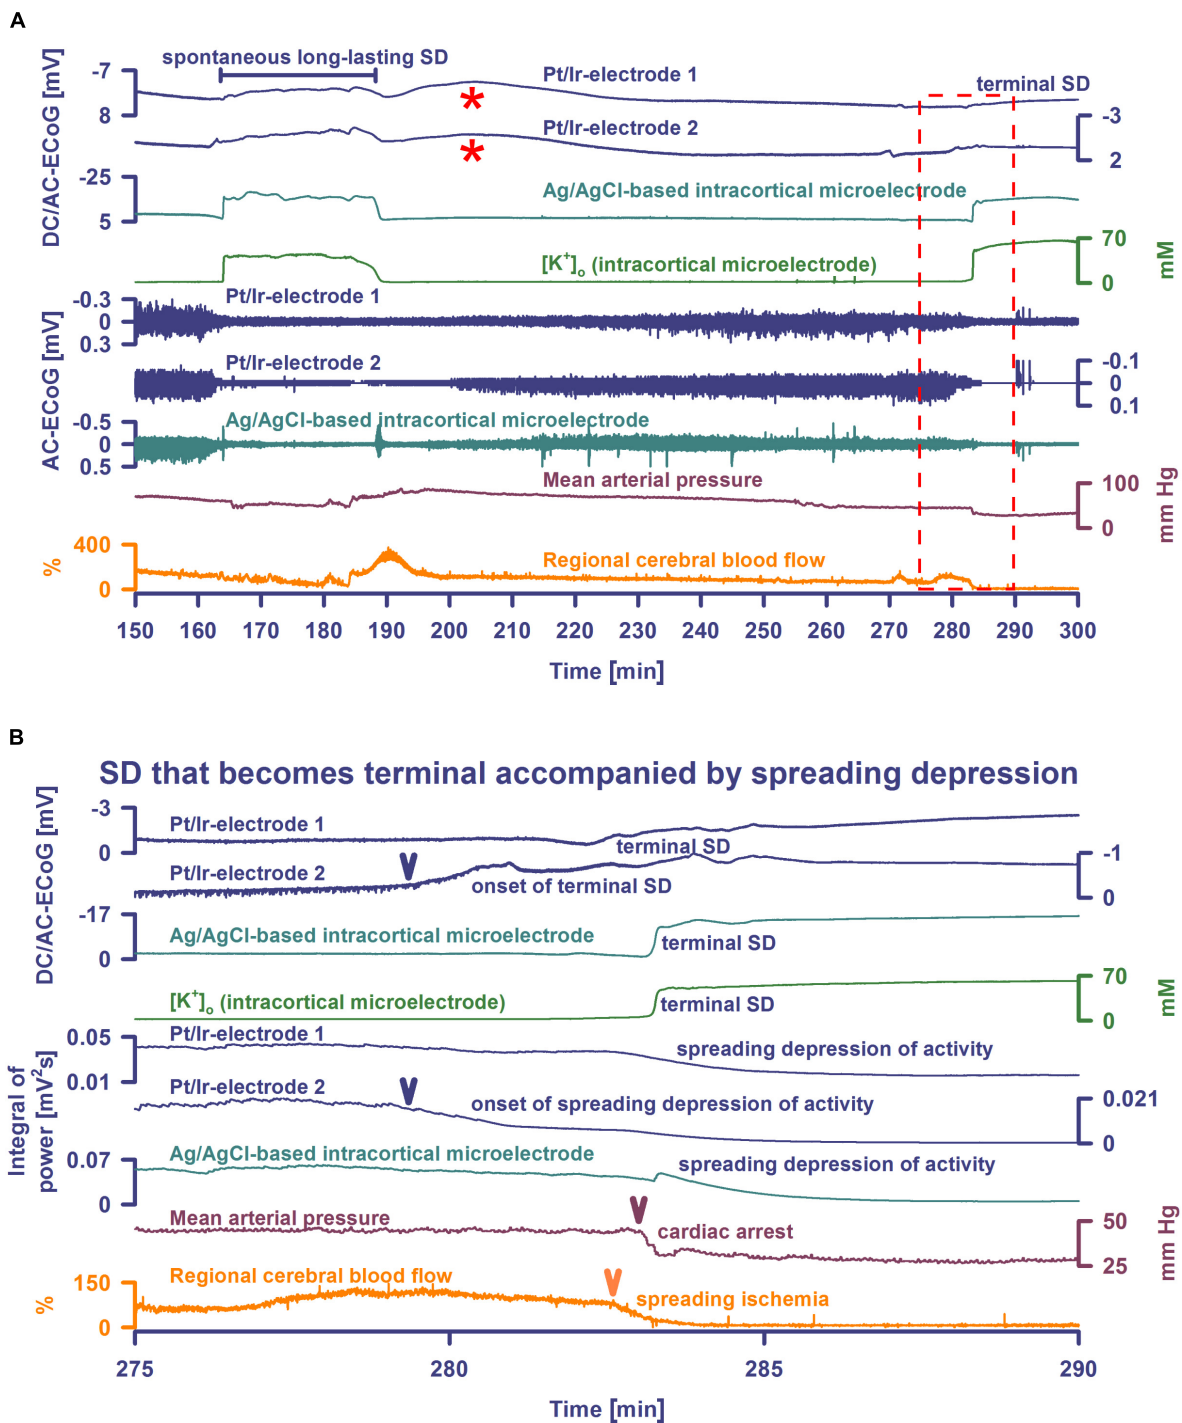 A
spontaneous long-lasting SD
-7
8
DC/AC-ECoG [mV]
Pt/Ir-electrode 1
terminal SD
*
Pt/Ir-electrode 2
-3
2
*
-25
5
Ag/AgCl-based intracortical microelectrode
[K+]o (intracortical microelectrode)
70
0
mM
AC-ECoG [mV]
-0.3
0
0.3
Pt/Ir-electrode 1
Pt/Ir-electrode 2
-0.1
0
0.1
-0.5
0
0.5
Ag/AgCl-based intracortical microelectrode
Mean arterial pressure
100
0
mm Hg
%
400
0
Regional cerebral blood flow
150 160 170 180 190 200 210 220 230 240 250 260 270 280 290 300
Time [min]
B
SD that becomes terminal accompanied by spreading depression
DC/AC-ECoG [mV]
-3
0
Pt/Ir-electrode 1
terminal SD
Pt/Ir-electrode 2
onset of terminal SD
-1
0
-17
0
Ag/AgCl-based intracortical microelectrode
terminal SD
[K+]o (intracortical microelectrode)
terminal SD
70
0
mM
Integral of
power [mV2s]
0.05
0.01
Pt/Ir-electrode 1
spreading depression of activity
Pt/Ir-electrode 2
onset of spreading depression of activity
0.021
0
0.07
0
Ag/AgCl-based intracortical microelectrode
spreading depression of activity
Mean arterial pressure
cardiac arrest
50
25
mm Hg
%
150
0
Regional cerebral blood flow
spreading ischemia
275 280 285 290
Time [min]